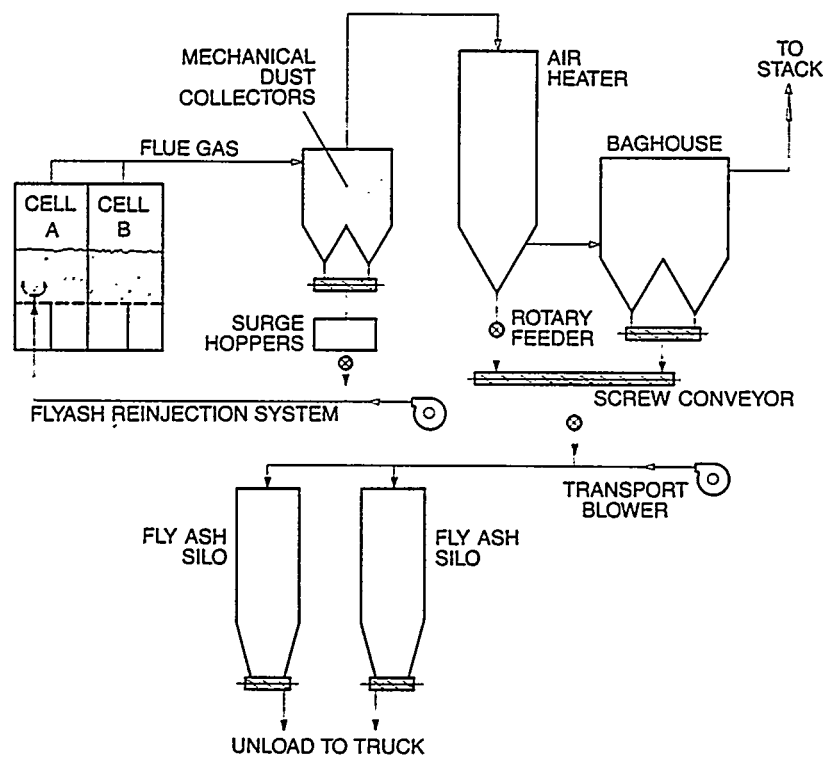 MECHANICAL
DUST
COLLECTORS
AIR
HEATER
TO
STACK
FLUE GAS
BAGHOUSE
CELL
A
CELL
B
SURGE
HOPPERS
ROTARY
FEEDER
SCREW CONVEYOR
FLYASH REINJECTION SYSTEM
TRANSPORT
BLOWER
FLY ASH
SILO
FLY ASH
SILO
UNLOAD TO TRUCK